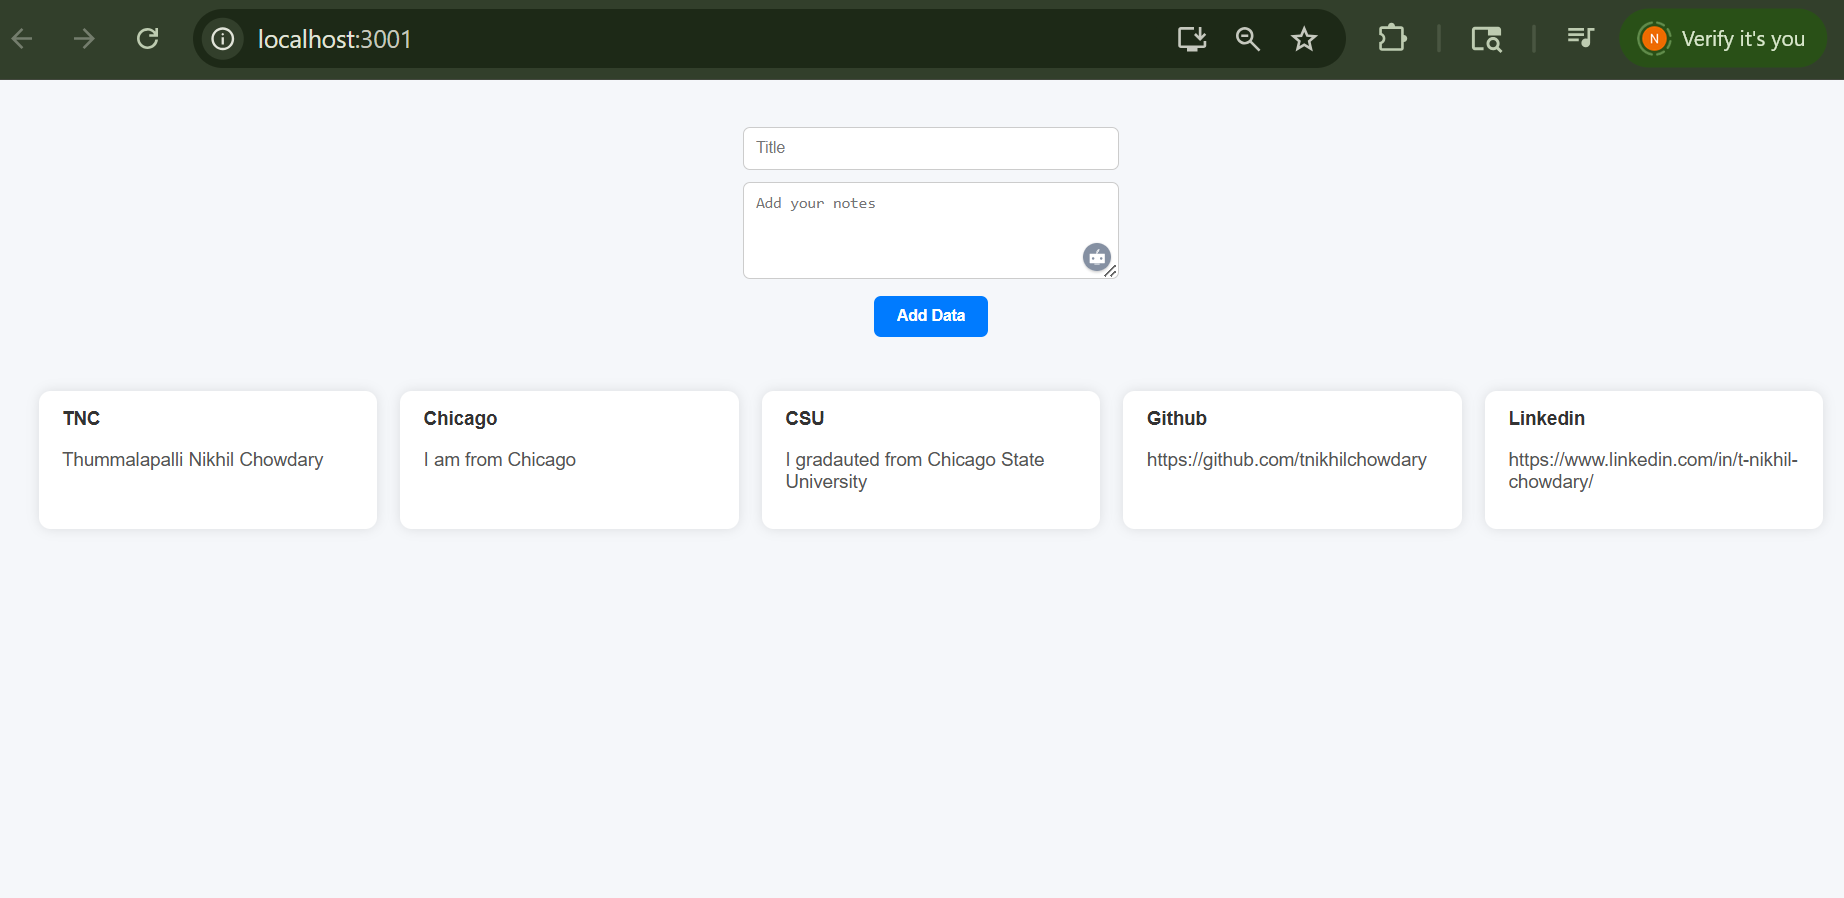 localhost:3001
N
Verify it's you
Title
Add your notes
Add Data
TNC
Thummalapalli Nikhil Chowdary
Chicago
I am from Chicago
CSU
I gradauted from Chicago State
University
Github
https://github.com/tnikhilchowdary
Linkedin
https://www.linkedin.com/in/t-nikhil-
chowdary/